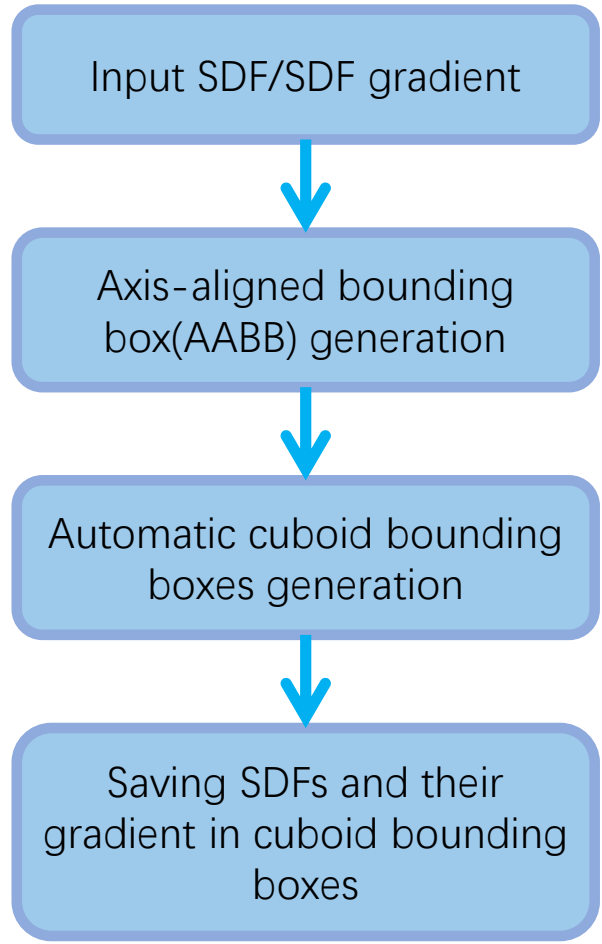 Input SDF/SDF gradient
Axis-aligned bounding
box(AABB) generation
Automatic cuboid bounding
boxes generation
Saving SDFs and their
gradient in cuboid bounding
boxes